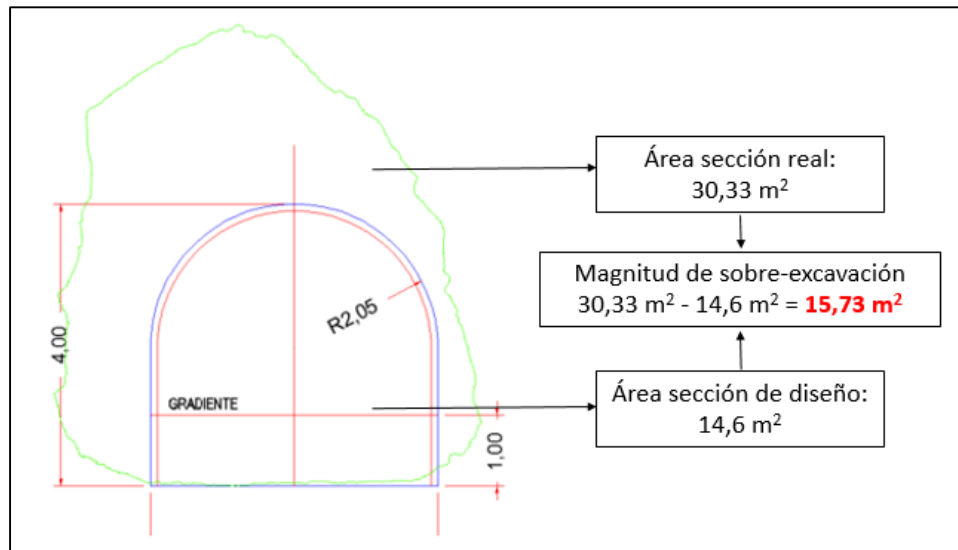 Área sección real:
30,33 m²
Magnitud de sobre-excavación
30,33 m² - 14,6 m² = 15,73 m²
R2,05
4,00
GRADIENTE
Área sección de diseño:
14,6 m²
1,00